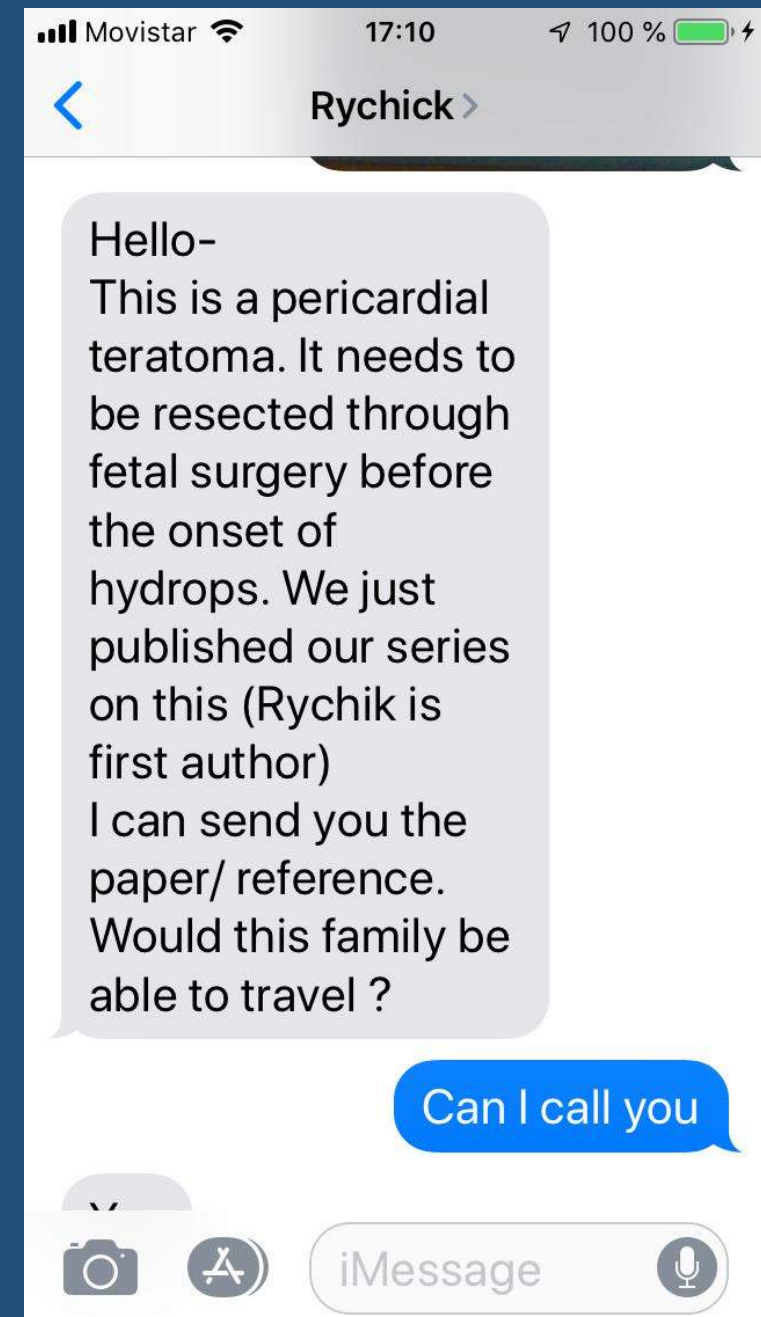 Movistar 17:10 100 %
Rychick
Hello-
This is a pericardial
teratoma. It needs to
be resected through
fetal surgery before
the onset of
hydrops. We just
published our series
on this (Rychik is
first author)
I can send you the
paper/ reference.
Would this family be
able to travel ?
Can I call you
iMessage